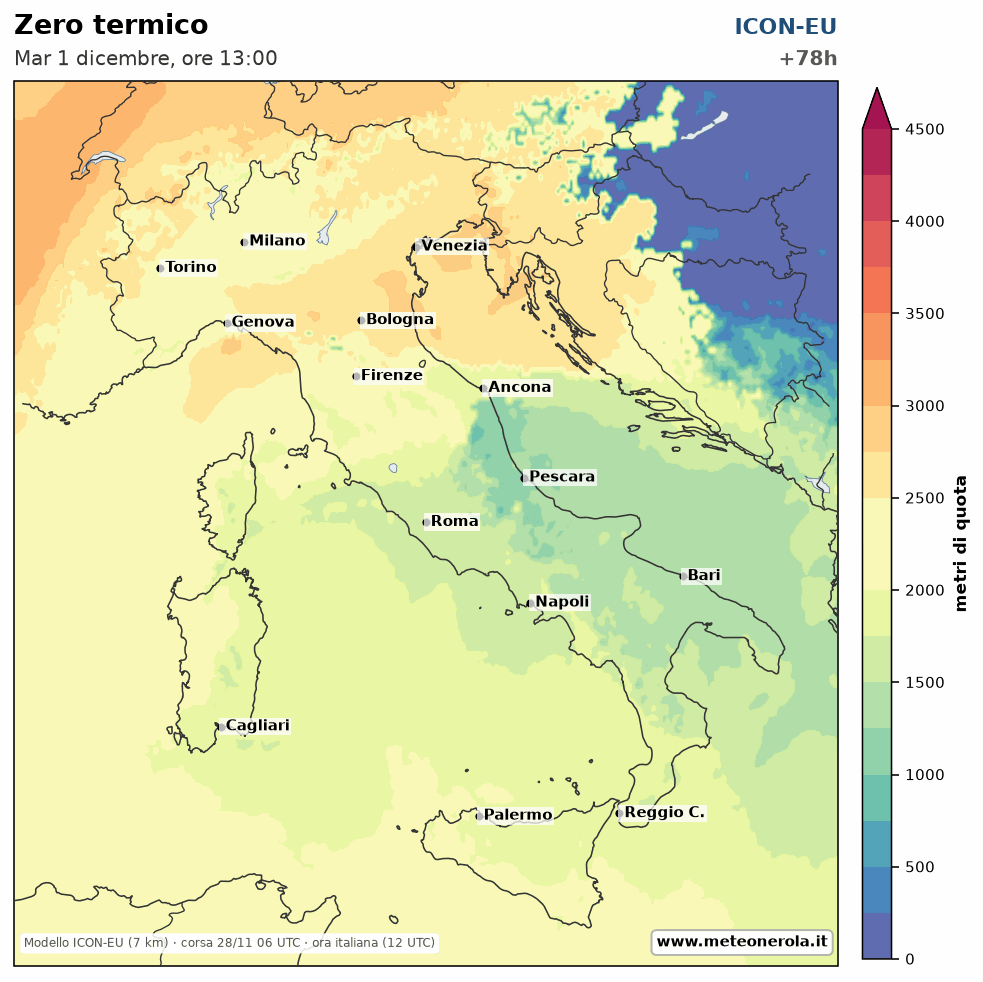 Zero termico
ICON-EU
Mar 1 dicembre, ore 13:00
+78h
Milano
Venezia
Torino
Genova
Bologna
Firenze
Ancona
Pescara
Roma
Bari
Napoli
Cagliari
Palermo
Reggio C.
4500
4000
3500
3000
2500
2000
1500
1000
500
0
metri di quota
Modello ICON-EU (7 km) · corsa 28/11 06 UTC · ora italiana (12 UTC)
www.meteonerola.it